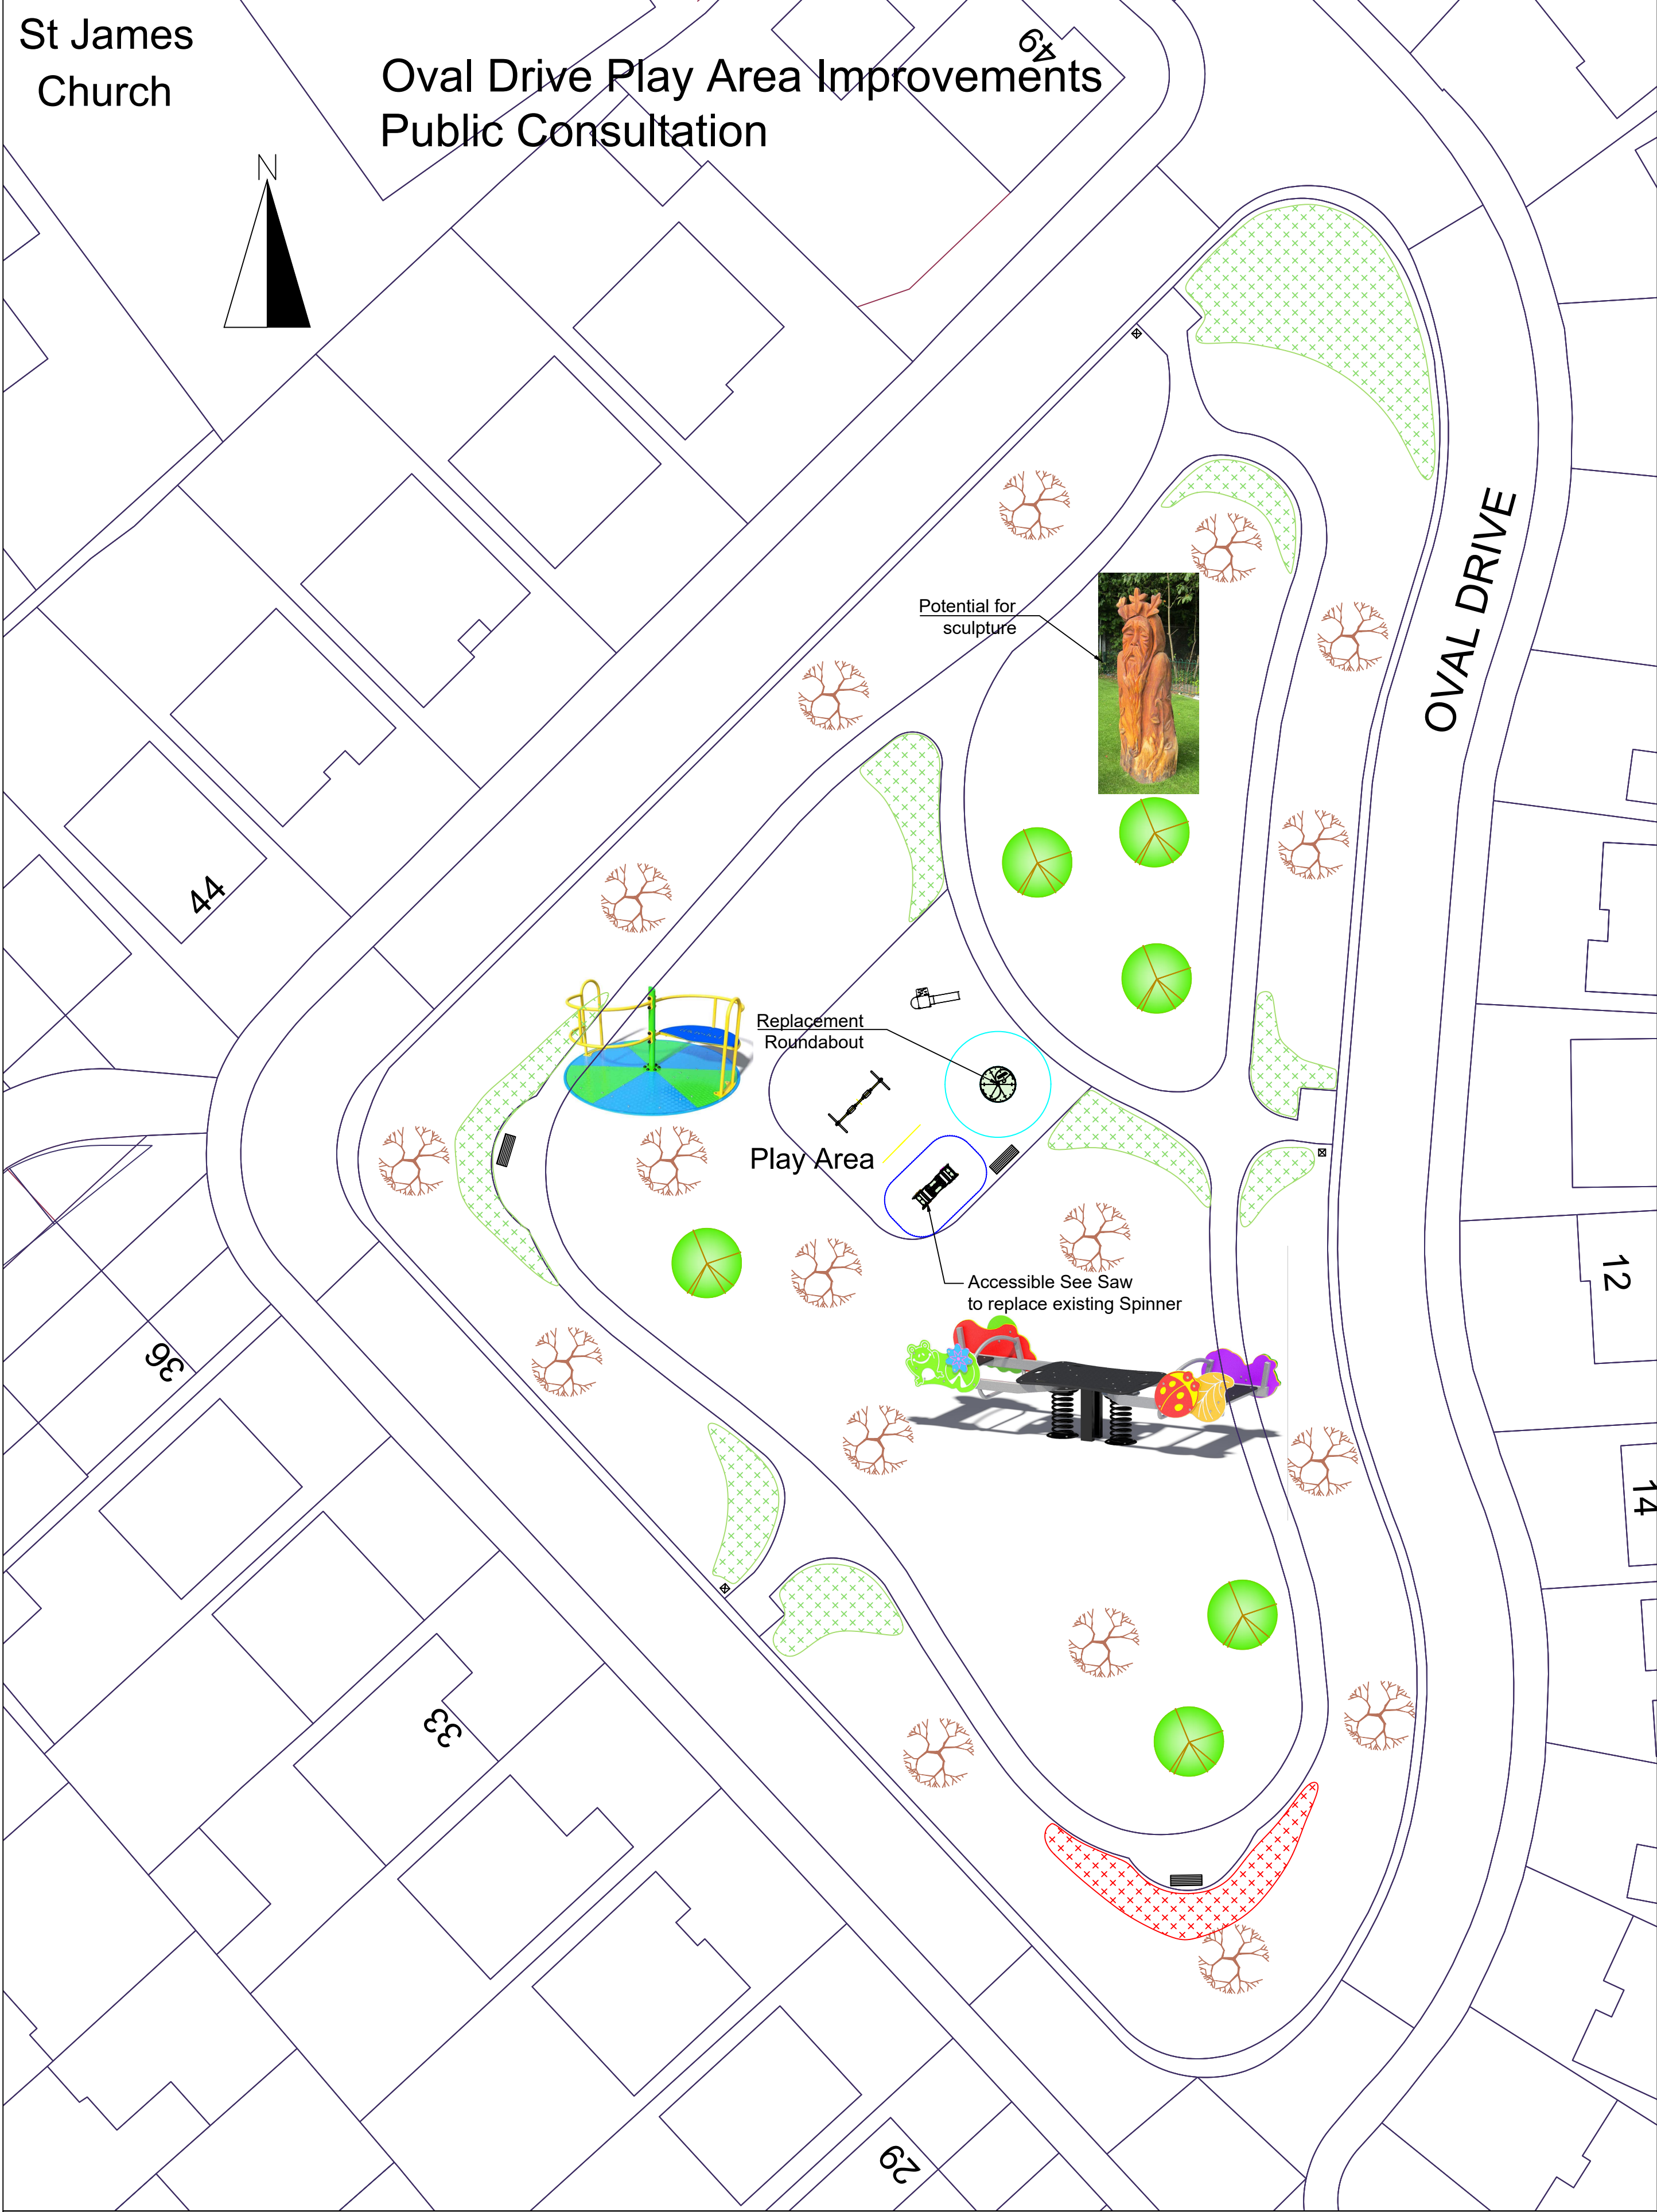 St James
Church
Oval Drive Play Area Improvements
Public Consultation
N
49
OVAL DRIVE
Potential for
sculpture
44
Replacement
Roundabout
Play Area
Accessible See Saw
to replace existing Spinner
12
36
14
33
29